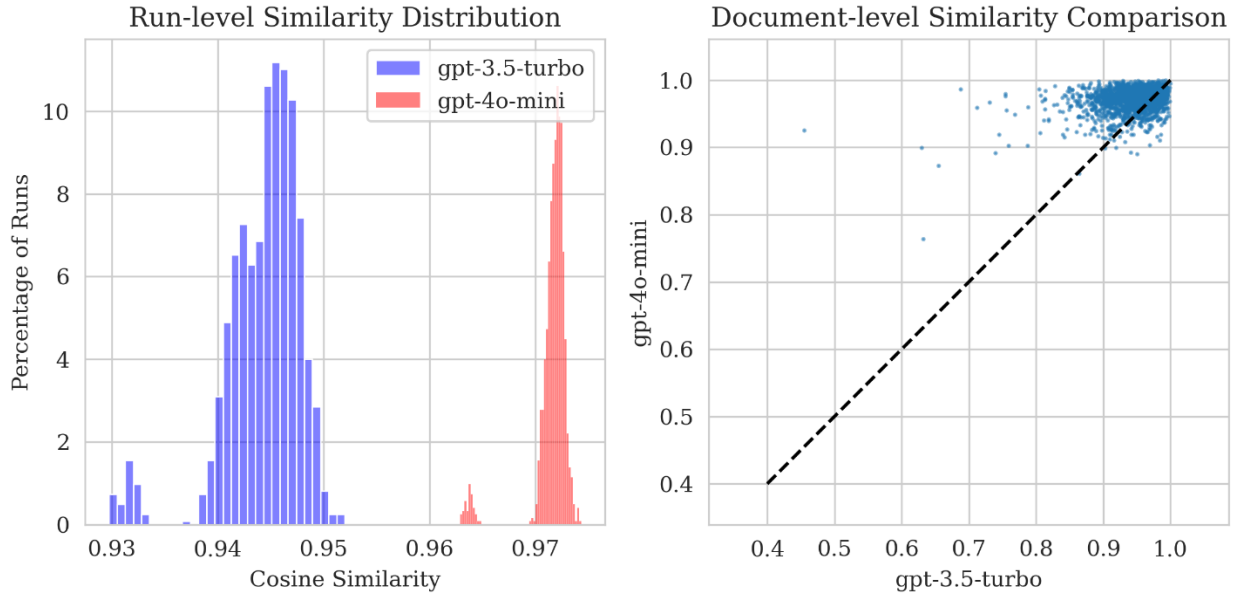 Run-level Similarity Distribution
gpt-3.5-turbo
gpt-4o-mini
Percentage of Runs
10
8
6
4
2
0
0.93 0.94 0.95 0.96 0.97
Cosine Similarity
Document-level Similarity Comparison
gpt-4o-mini
1.0
0.9
0.8
0.7
0.6
0.5
0.4
0.4 0.5 0.6 0.7 0.8 0.9 1.0
gpt-3.5-turbo